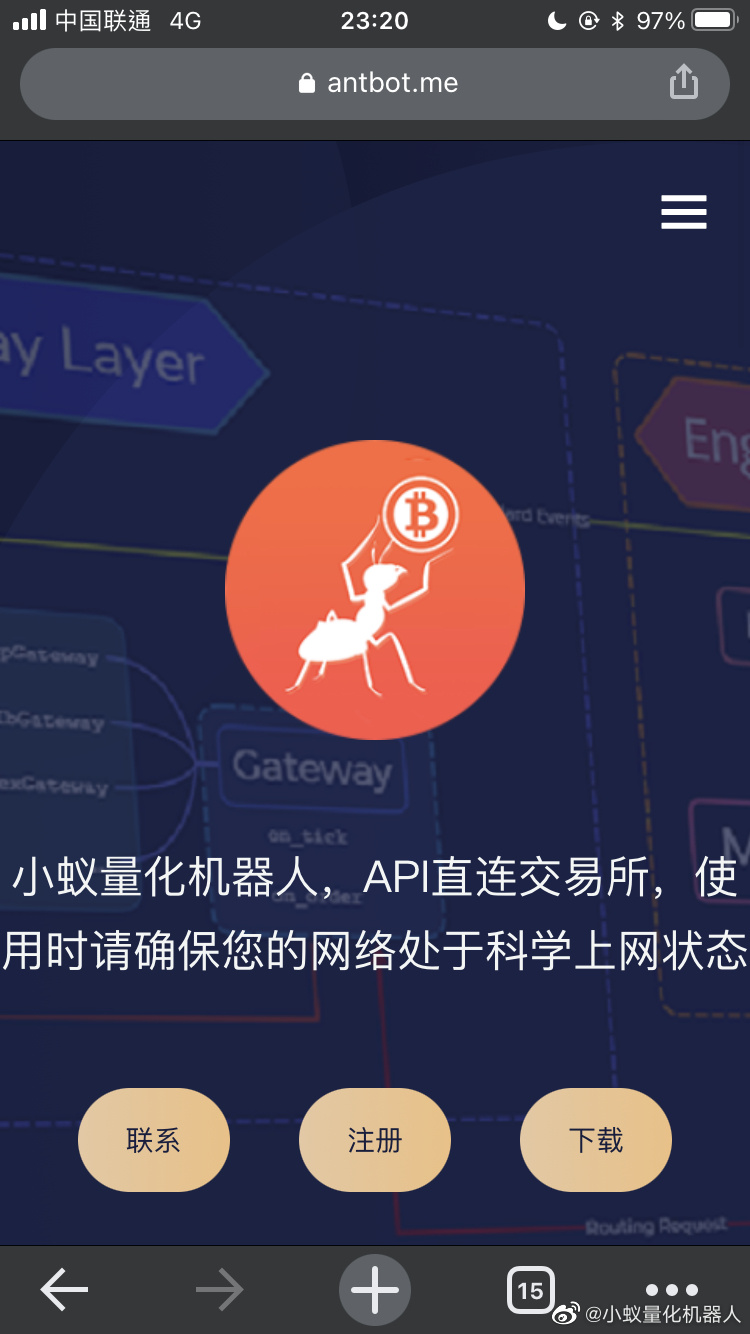 中国联通 4G 23:20 97%
antbot.me
ay Layer
Eng
ard Events
pGateway
bGateway
exGateway
Gateway
on_tick
on_order
M
小蚁量化机器人，API直连交易所，使
用时请确保您的网络处于科学上网状态
联系 注册 下载
Routing Request
15
@小蚁量化机器人